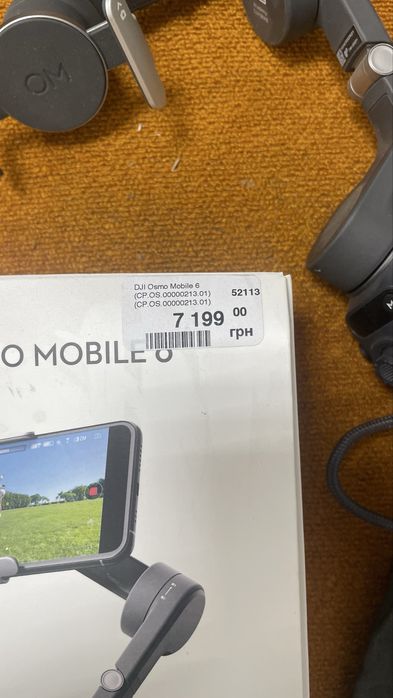 OM
DJI Osmo Mobile 6
(CP.OS.00000213.01) 52113
(CP.OS.00000213.01)
7 199 00
грн
O MOBILE 6